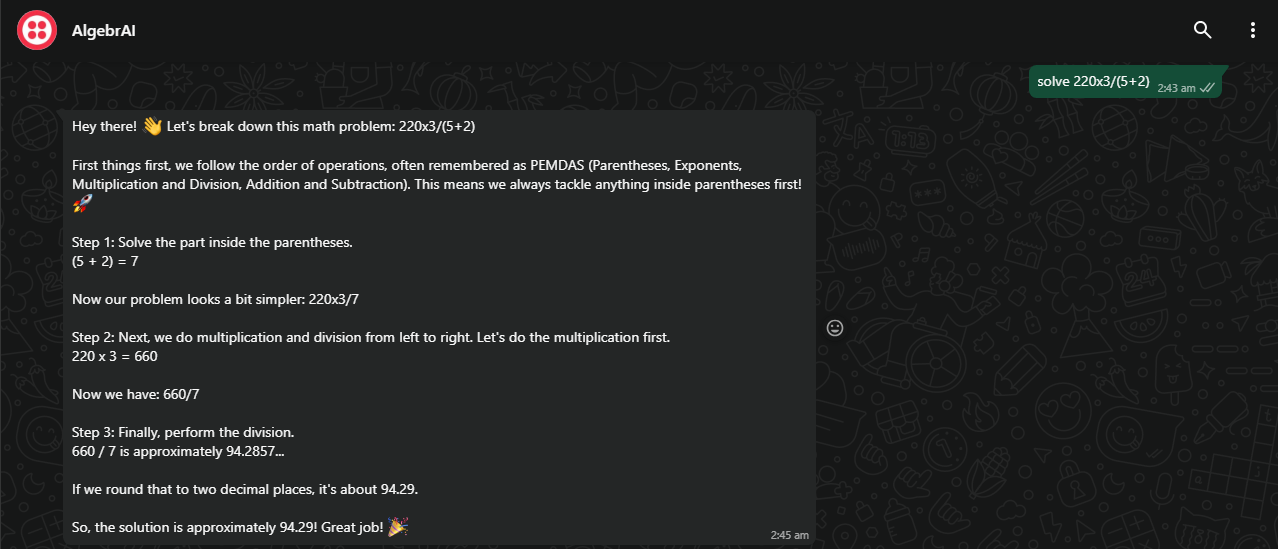 AlgebrAI
solve 220x3/(5+2) 2:43 am
Hey there! 👋 Let's break down this math problem: 220x3/(5+2)
First things first, we follow the order of operations, often remembered as PEMDAS (Parentheses, Exponents,
Multiplication and Division, Addition and Subtraction). This means we always tackle anything inside parentheses first!
🚀
Step 1: Solve the part inside the parentheses.
(5 + 2) = 7
Now our problem looks a bit simpler: 220x3/7
Step 2: Next, we do multiplication and division from left to right. Let's do the multiplication first.
220 x 3 = 660
Now we have: 660/7
Step 3: Finally, perform the division.
660 / 7 is approximately 94.2857...
If we round that to two decimal places, it's about 94.29.
So, the solution is approximately 94.29! Great job! 🎉
2:45 am